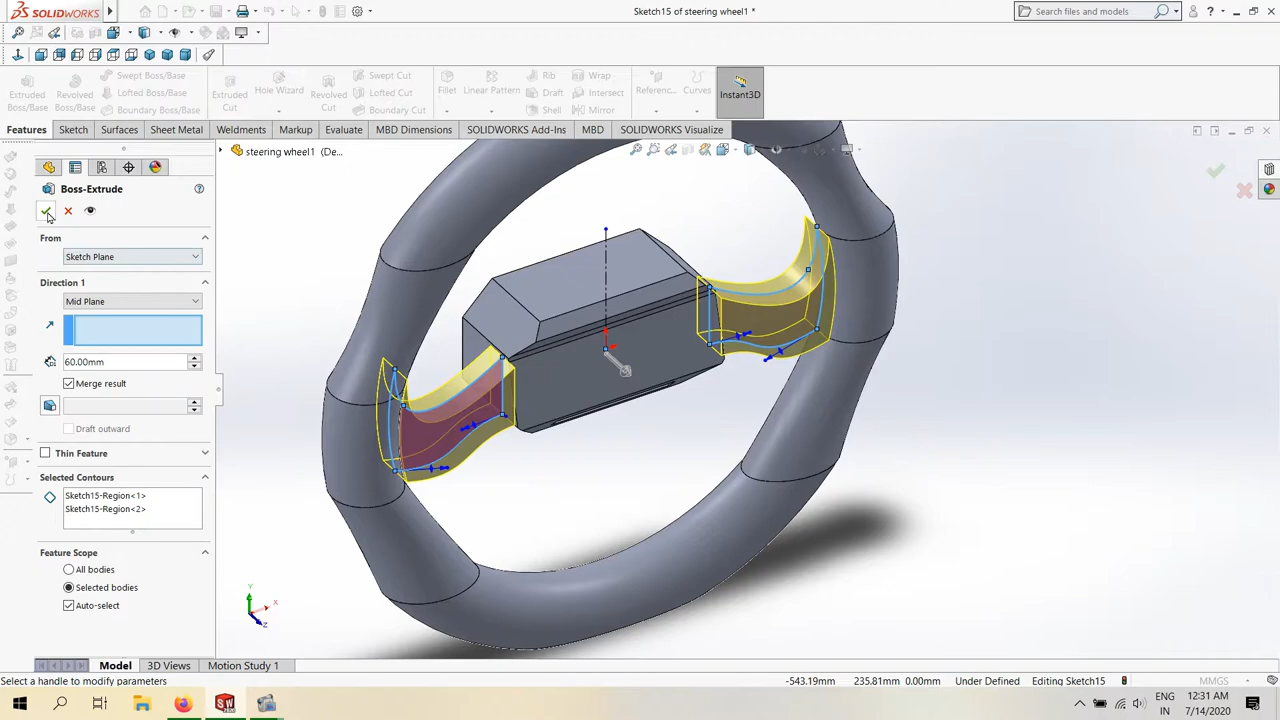 SOLIDWORKS
Sketch15 of steering wheel1 *
Search files and models
Extruded Boss/Base
Revolved Boss/Base
Swept Boss/Base
Lofted Boss/Base
Boundary Boss/Base
Extruded Cut
Hole Wizard
Revolved Cut
Swept Cut
Lofted Cut
Boundary Cut
Fillet
Linear Pattern
Rib
Draft
Shell
Wrap
Intersect
Mirror
Referenc...
Curves
Instant3D
Features
Sketch
Surfaces
Sheet Metal
Weldments
Markup
Evaluate
MBD Dimensions
SOLIDWORKS Add-Ins
MBD
SOLIDWORKS Visualize
steering wheel1 (De...
Boss-Extrude
From
Sketch Plane
Direction 1
Mid Plane
60.00mm
Merge result
Draft outward
Thin Feature
Selected Contours
Sketch15-Region<1>
Sketch15-Region<2>
Feature Scope
All bodies
Selected bodies
Auto-select
Y
X
Z
Model
3D Views
Motion Study 1
Select a handle to modify parameters
-543.19mm
235.81mm 0.00mm
Under Defined
Editing Sketch15
MMGS
ENG
IN
12:31 AM
7/14/2020